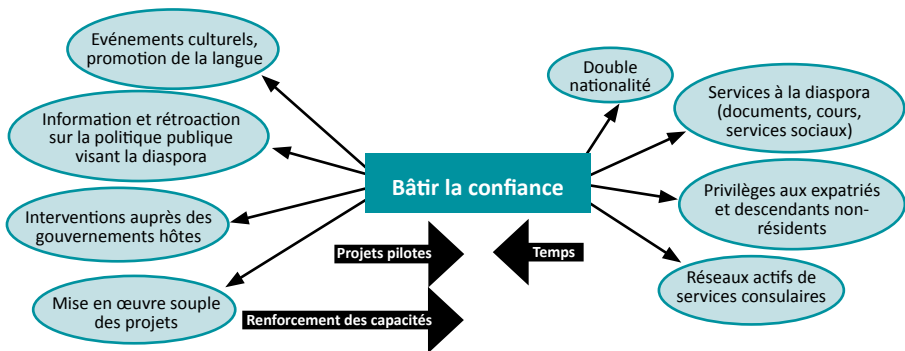 Evénements culturels,
promotion de la langue
Information et rétroaction
sur la politique publique
visant la diaspora
Interventions auprès des
gouvernements hôtes
Mise en œuvre souple
des projets
Bâtir la confiance
Projets pilotes
Temps
Renforcement des capacités
Double
nationalité
Services à la diaspora
(documents, cours,
services sociaux)
Privilèges aux expatriés
et descendants non-
résidents
Réseaux actifs de
services consulaires